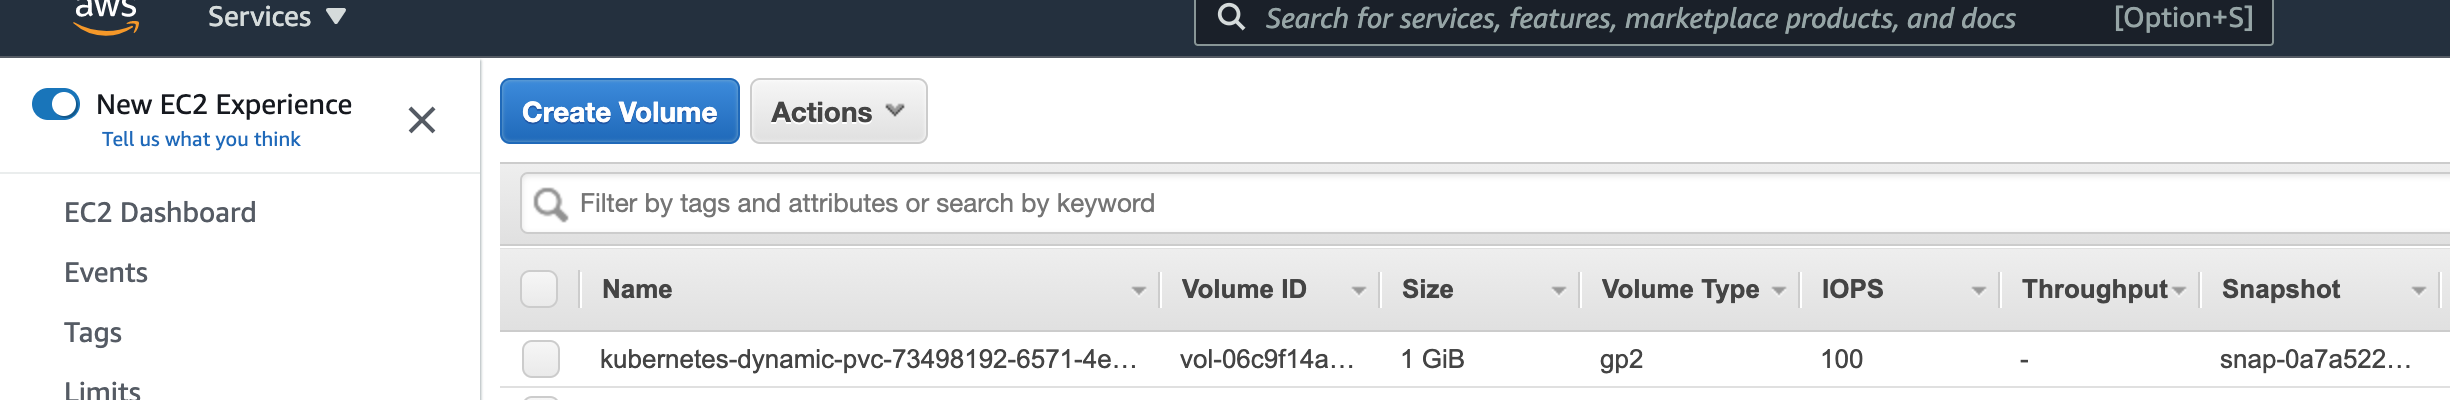 aws
Services
Search for services, features, marketplace products, and docs
[Option+S]
New EC2 Experience
Tell us what you think
Create Volume
Actions
Filter by tags and attributes or search by keyword
EC2 Dashboard
Events
Tags
Limits
Name Volume ID Size Volume Type IOPS Throughput Snapshot
kubernetes-dynamic-pvc-73498192-6571-4e... vol-06c9f14a... 1 GiB gp2 100 - snap-0a7a522...